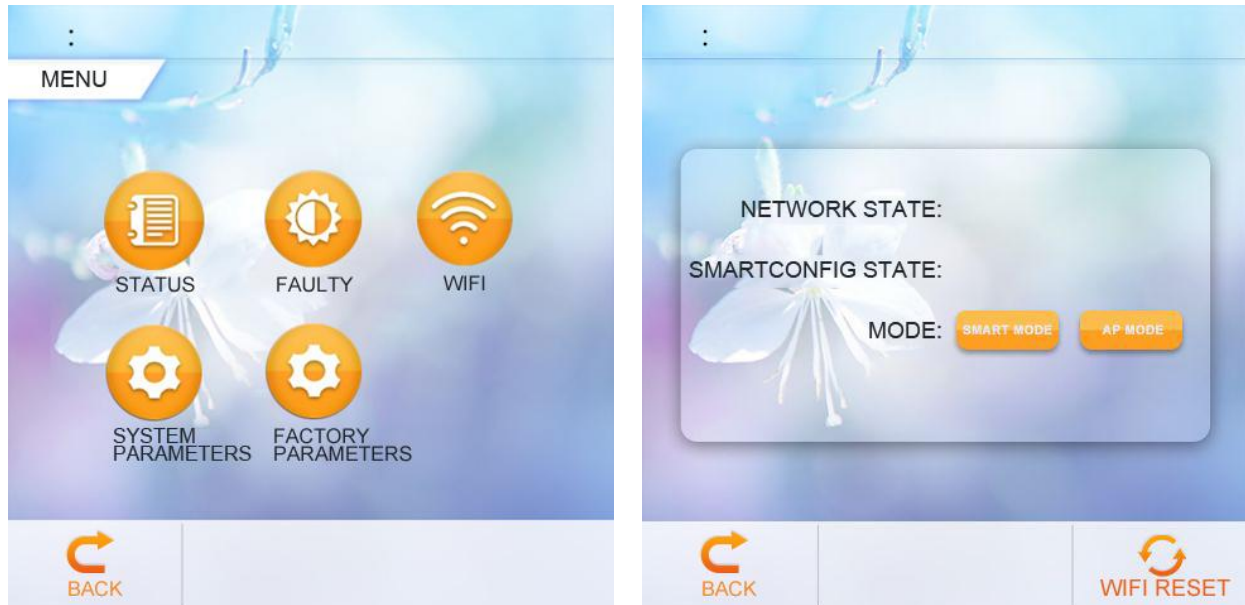 :
MENU
STATUS
FAULTY
WIFI
SYSTEM
PARAMETERS
FACTORY
PARAMETERS
BACK
:
NETWORK STATE:
SMARTCONFIG STATE:
MODE: SMART MODE AP MODE
BACK
WIFI RESET